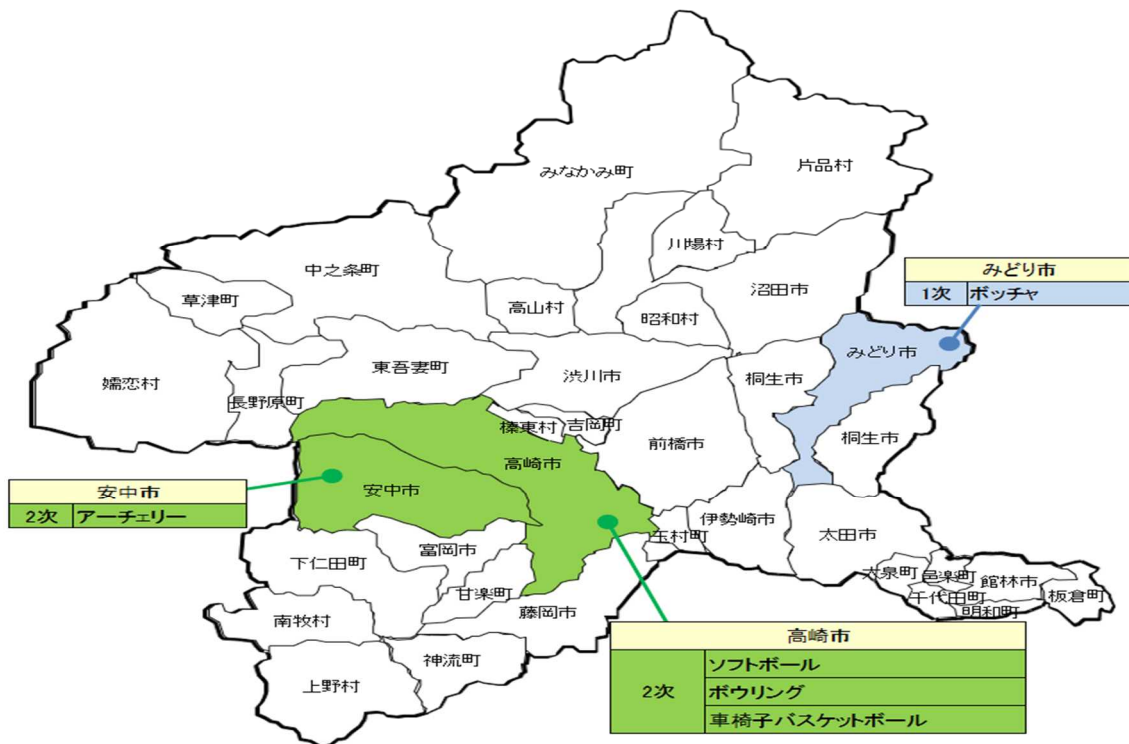 みなかみ町
片品村
川場村
中之条町
沼田市
みどり市
1次 ボッチャ
草津町
高山村
昭和村
みどり市
東吾妻町
渋川市
桐生市
嬬恋村
長野原町
榛東村
吉岡町
前橋市
桐生市
高崎市
安中市
安中市
2次 アーチェリー
伊勢崎市
玉村町
太田市
富岡市
下仁田町
大泉町
邑楽町
館林市
甘楽町
千代田町
板倉町
明和町
藤岡市
南牧村
高崎市
神流町
上野村
2次
ソフトボール
ボウリング
車椅子バスケットボール